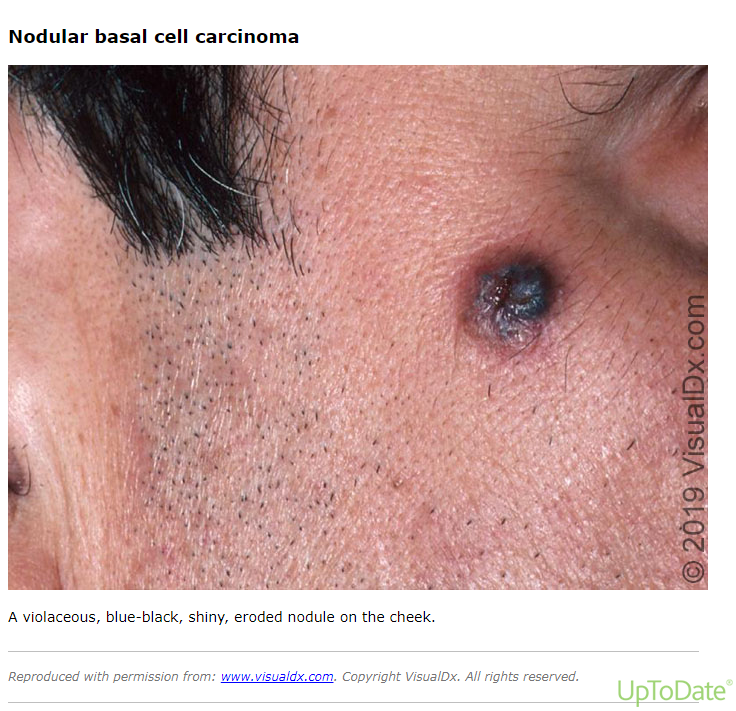 Nodular basal cell carcinoma
© 2019 VisualDx.com
A violaceous, blue-black, shiny, eroded nodule on the cheek.
Reproduced with permission from: www.visualdx.com. Copyright VisualDx. All rights reserved.
UpToDate®